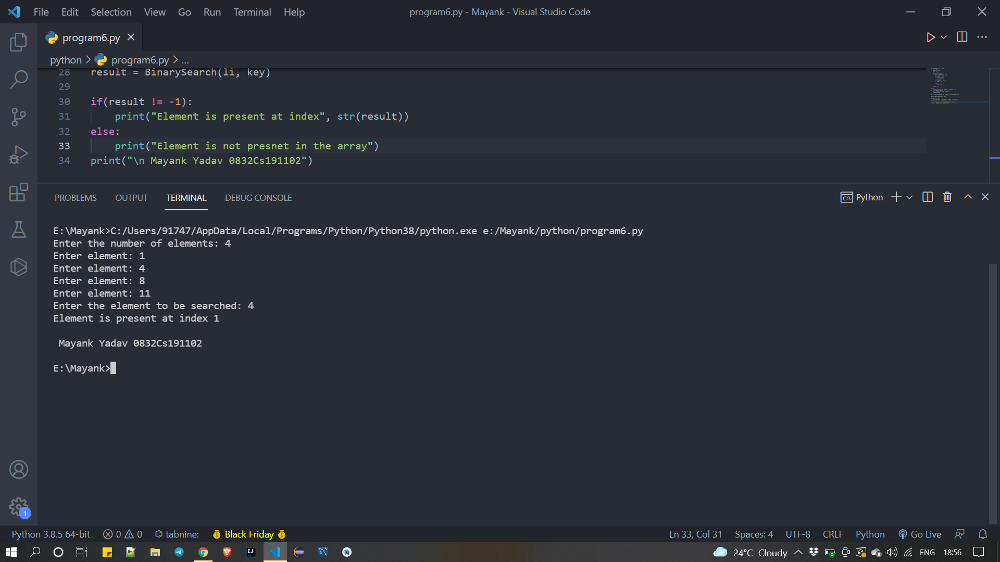 File Edit Selection View Go Run Terminal Help program6.py - Mayank - Visual Studio Code
program6.py
python > program6.py > ...
28 result = BinarySearch(li, key)
29
30 if(result != -1):
31 print("Element is present at index", str(result))
32 else:
33 print("Element is not presnet in the array")
34 print("\n Mayank Yadav 0832Cs191102")
PROBLEMS OUTPUT TERMINAL DEBUG CONSOLE Python
E:\Mayank>C:/Users/91747/AppData/Local/Programs/Python/Python38/python.exe e:/Mayank/python/program6.py
Enter the number of elements: 4
Enter element: 1
Enter element: 4
Enter element: 8
Enter element: 11
Enter the element to be searched: 4
Element is present at index 1
Mayank Yadav 0832Cs191102
E:\Mayank>
1
Python 3.8.5 64-bit 0 0 tabnine: Black Friday Ln 33, Col 31 Spaces: 4 UTF-8 CRLF Python Go Live
24°C Cloudy ENG 18:56